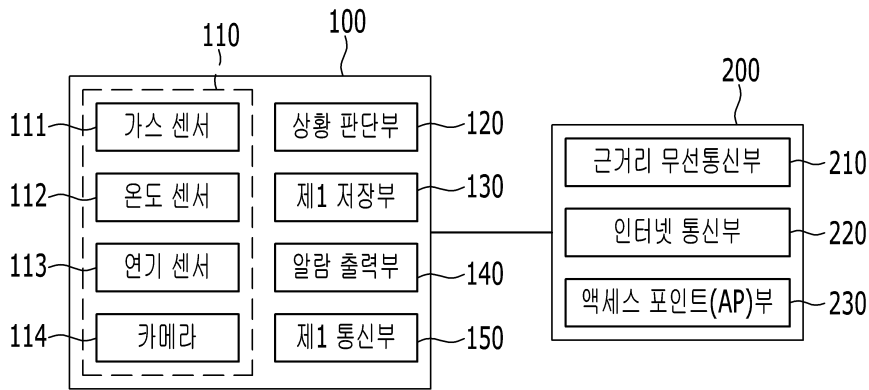 110
100
200
111
가스 센서
상황 판단부
120
근거리 무선통신부
210
112
온도 센서
제1 저장부
130
인터넷 통신부
220
113
연기 센서
알람 출력부
140
액세스 포인트(AP)부
230
114
카메라
제1 통신부
150